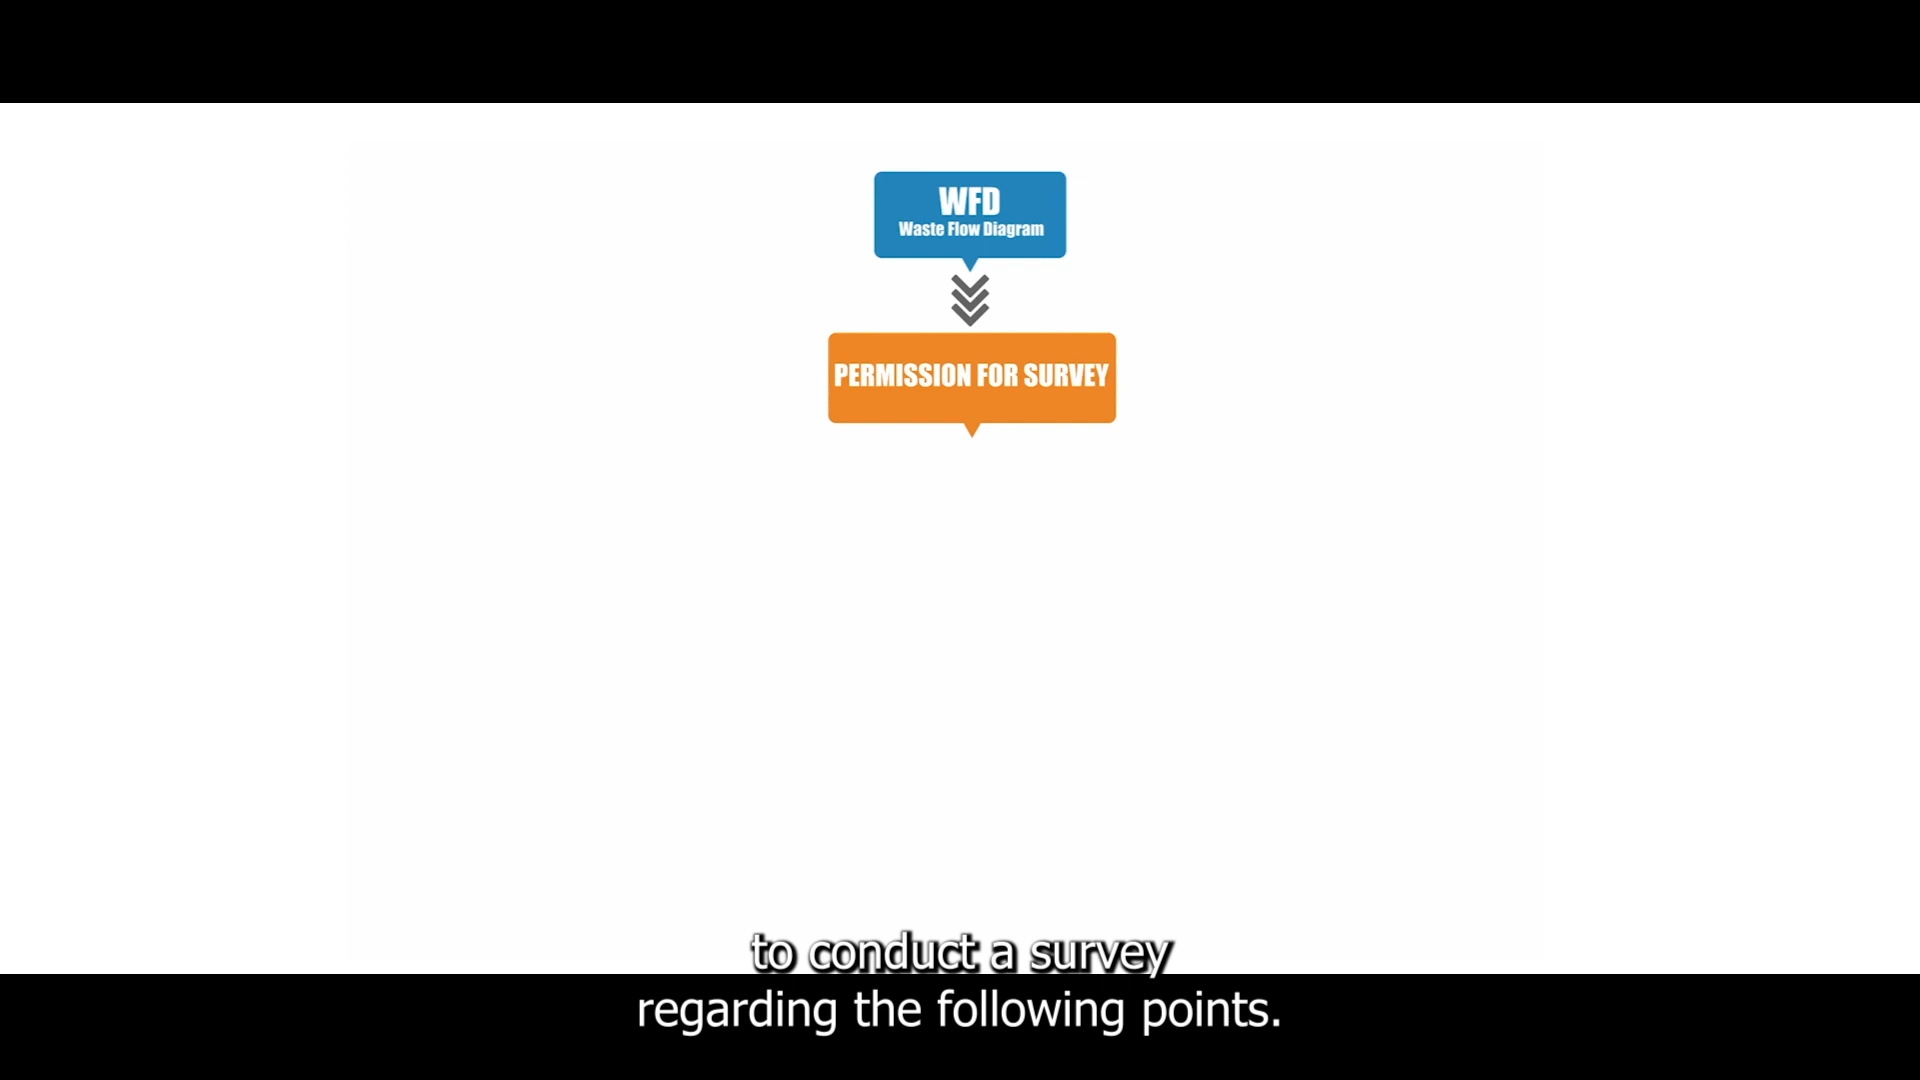 WFD
Waste Flow Diagram
PERMISSION FOR SURVEY
to conduct a survey
regarding the following points.